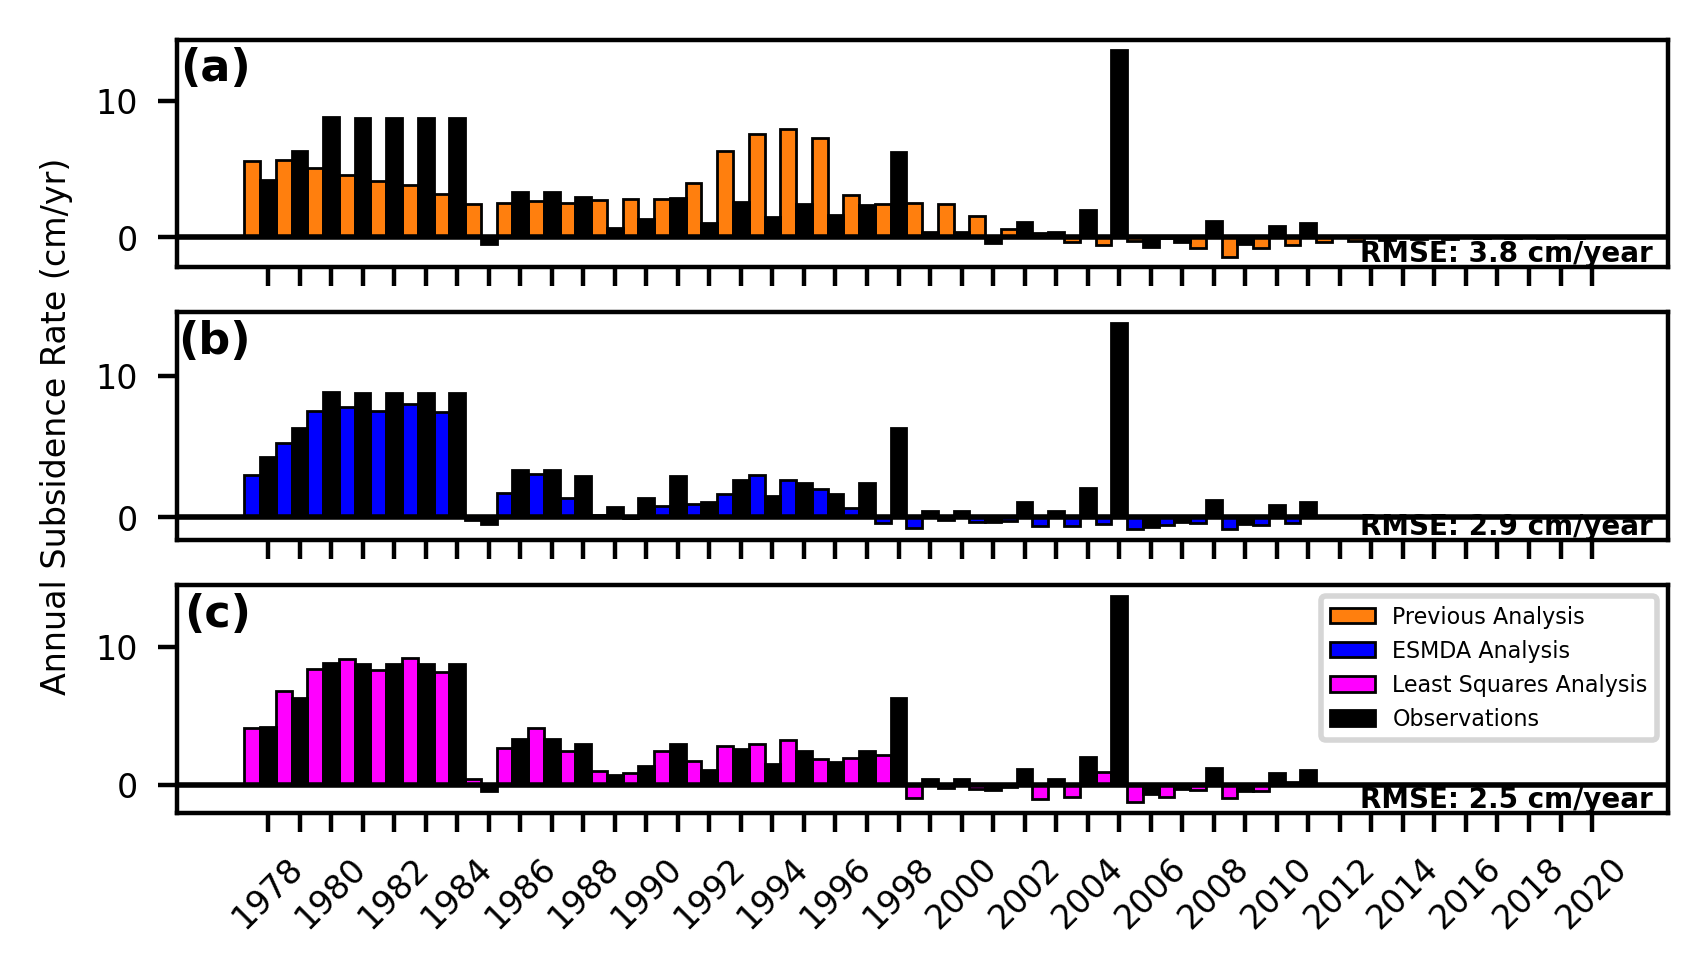 Annual Subsidence Rate (cm/yr)
(a)
10
0
RMSE: 3.8 cm/year
(b)
10
0
RMSE: 2.9 cm/year
(c)
10
0
Previous Analysis
ESMDA Analysis
Least Squares Analysis
Observations
RMSE: 2.5 cm/year
1978 1980 1982 1984 1986 1988 1990 1992 1994 1996 1998 2000 2002 2004 2006 2008 2010 2012 2014 2016 2018 2020